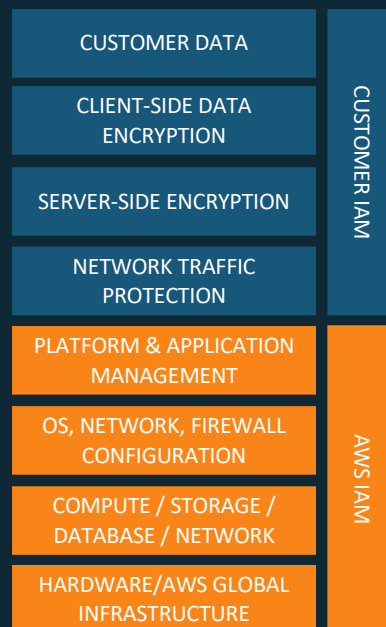 CUSTOMER DATA
CLIENT-SIDE DATA
ENCRYPTION
SERVER-SIDE ENCRYPTION
NETWORK TRAFFIC
PROTECTION
CUSTOMER IAM
PLATFORM & APPLICATION
MANAGEMENT
OS, NETWORK, FIREWALL
CONFIGURATION
COMPUTE / STORAGE /
DATABASE / NETWORK
HARDWARE/AWS GLOBAL
INFRASTRUCTURE
AWS IAM